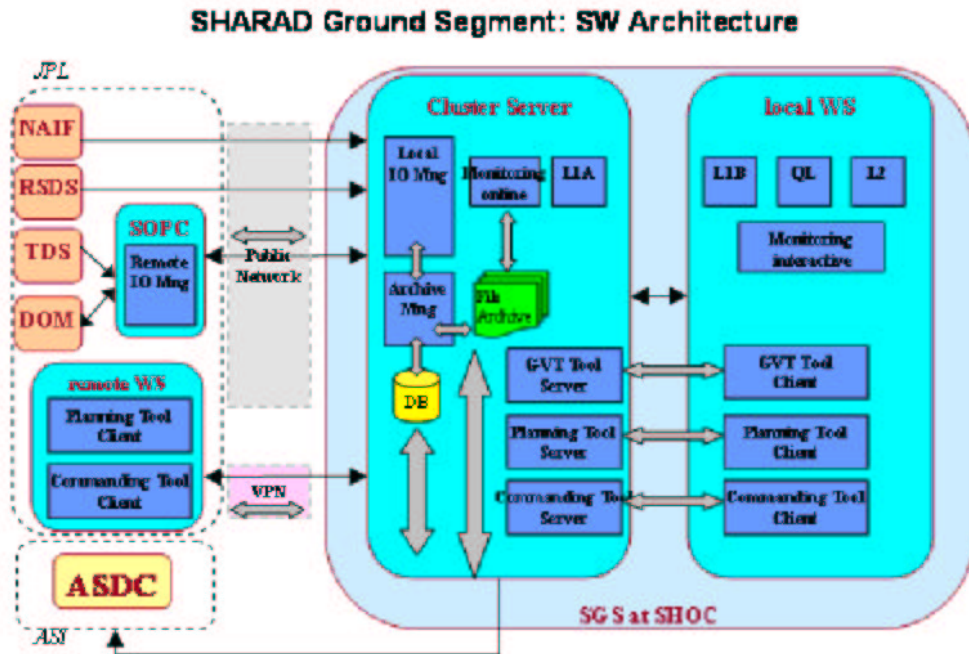 SHARAD Ground Segment: SW Architecture
JPL
NAIF
RSDS
TDS
DOM
SOPC
Remote
IO Mng
remote WS
Planning Tool
Client
Commanding Tool
Client
ASDC
ASI
Public
Network
VPN
Cluster Server
Local
IO Mng
Monitoring
online
L1A
Archive
Mng
File
Archive
DB
GVT Tool
Server
Planning Tool
Server
Commanding Tool
Server
local WS
L1B
QL
L2
Monitoring
interactive
GVT Tool
Client
Planning Tool
Client
Commanding Tool
Client
SGS at SHOC